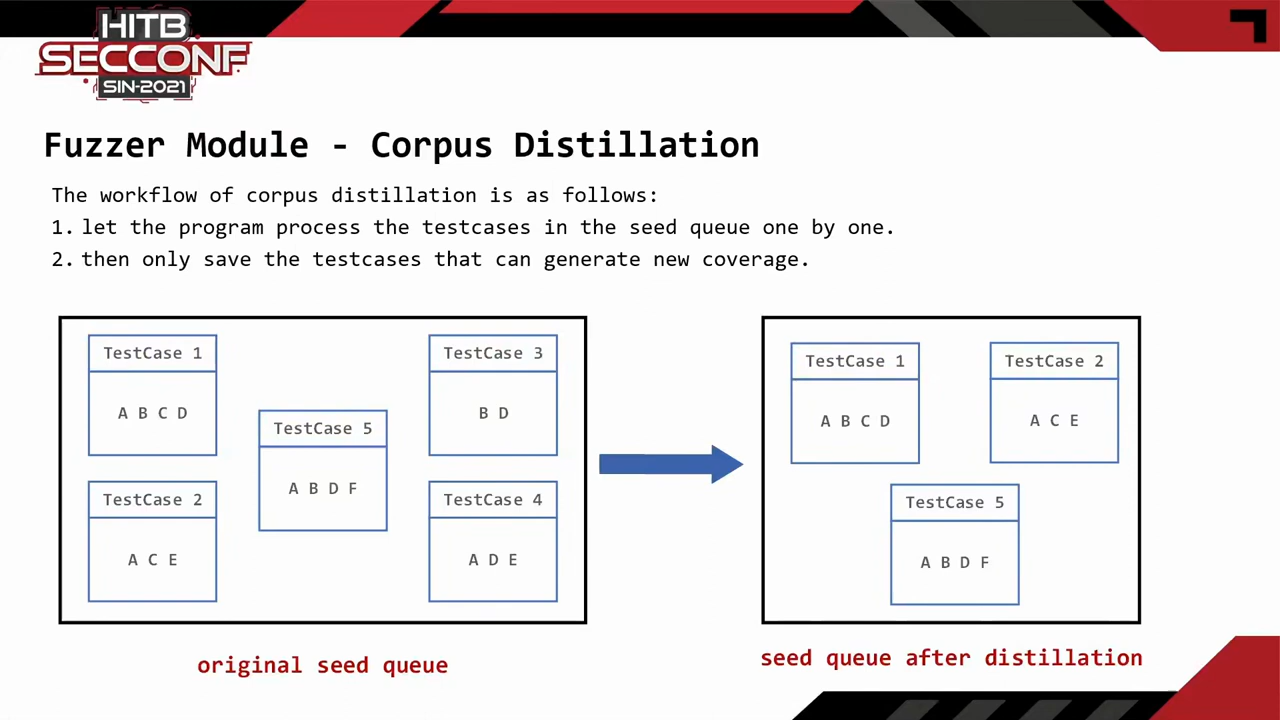 HITB
SECCONF
SIN-2021
Fuzzer Module - Corpus Distillation
The workflow of corpus distillation is as follows:
1. let the program process the testcases in the seed queue one by one.
2. then only save the testcases that can generate new coverage.
TestCase 1
A B C D
TestCase 2
A C E
TestCase 5
A B D F
TestCase 3
B D
TestCase 4
A D E
original seed queue
TestCase 1
A B C D
TestCase 2
A C E
TestCase 5
A B D F
seed queue after distillation